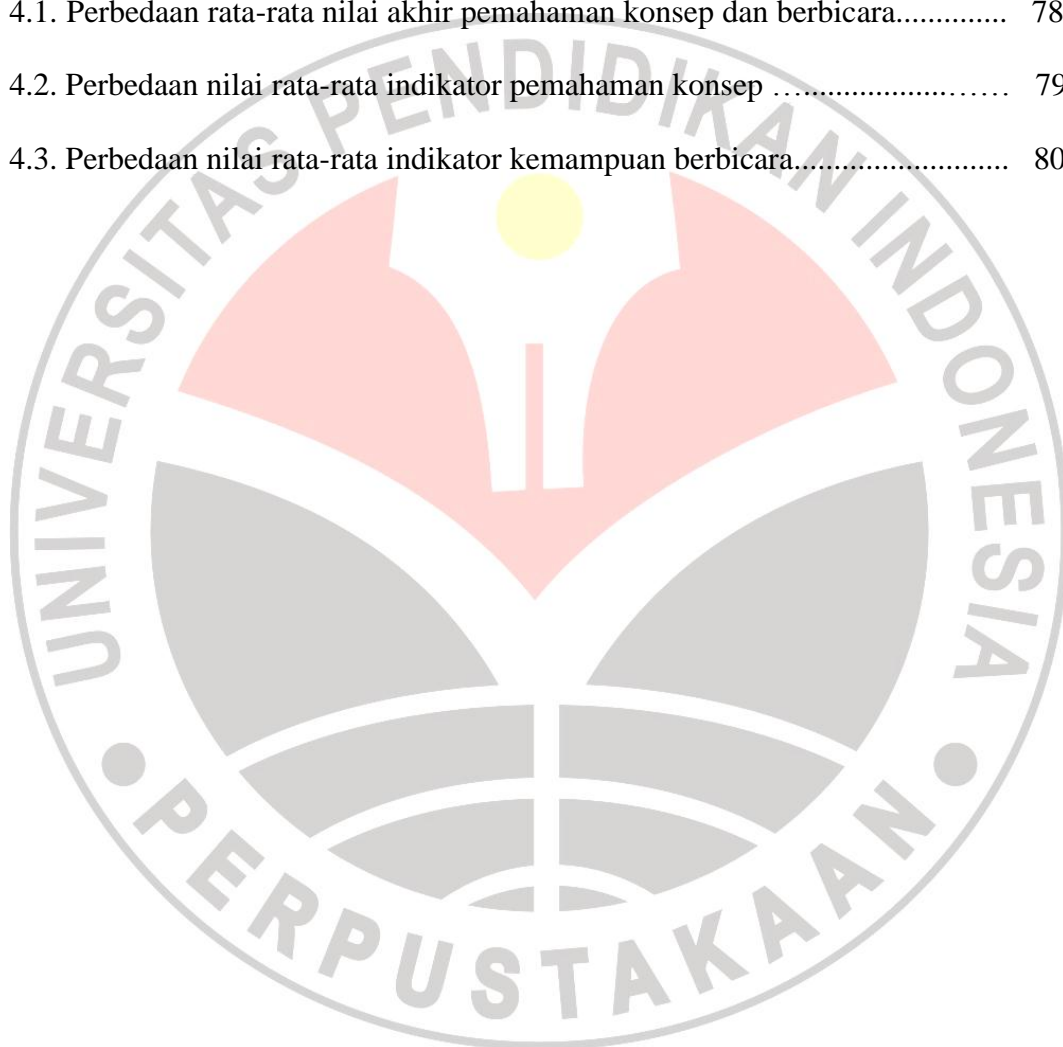 4.1. Perbedaan rata-rata nilai akhir pemahaman konsep dan berbicara.............. 78
4.2. Perbedaan nilai rata-rata indikator pemahaman konsep ….....................…… 79
4.3. Perbedaan nilai rata-rata indikator kemampuan berbicara........................... 80
UNIVERSITAS PENDIDIKAN INDONESIA
PERPUSTAKAAN